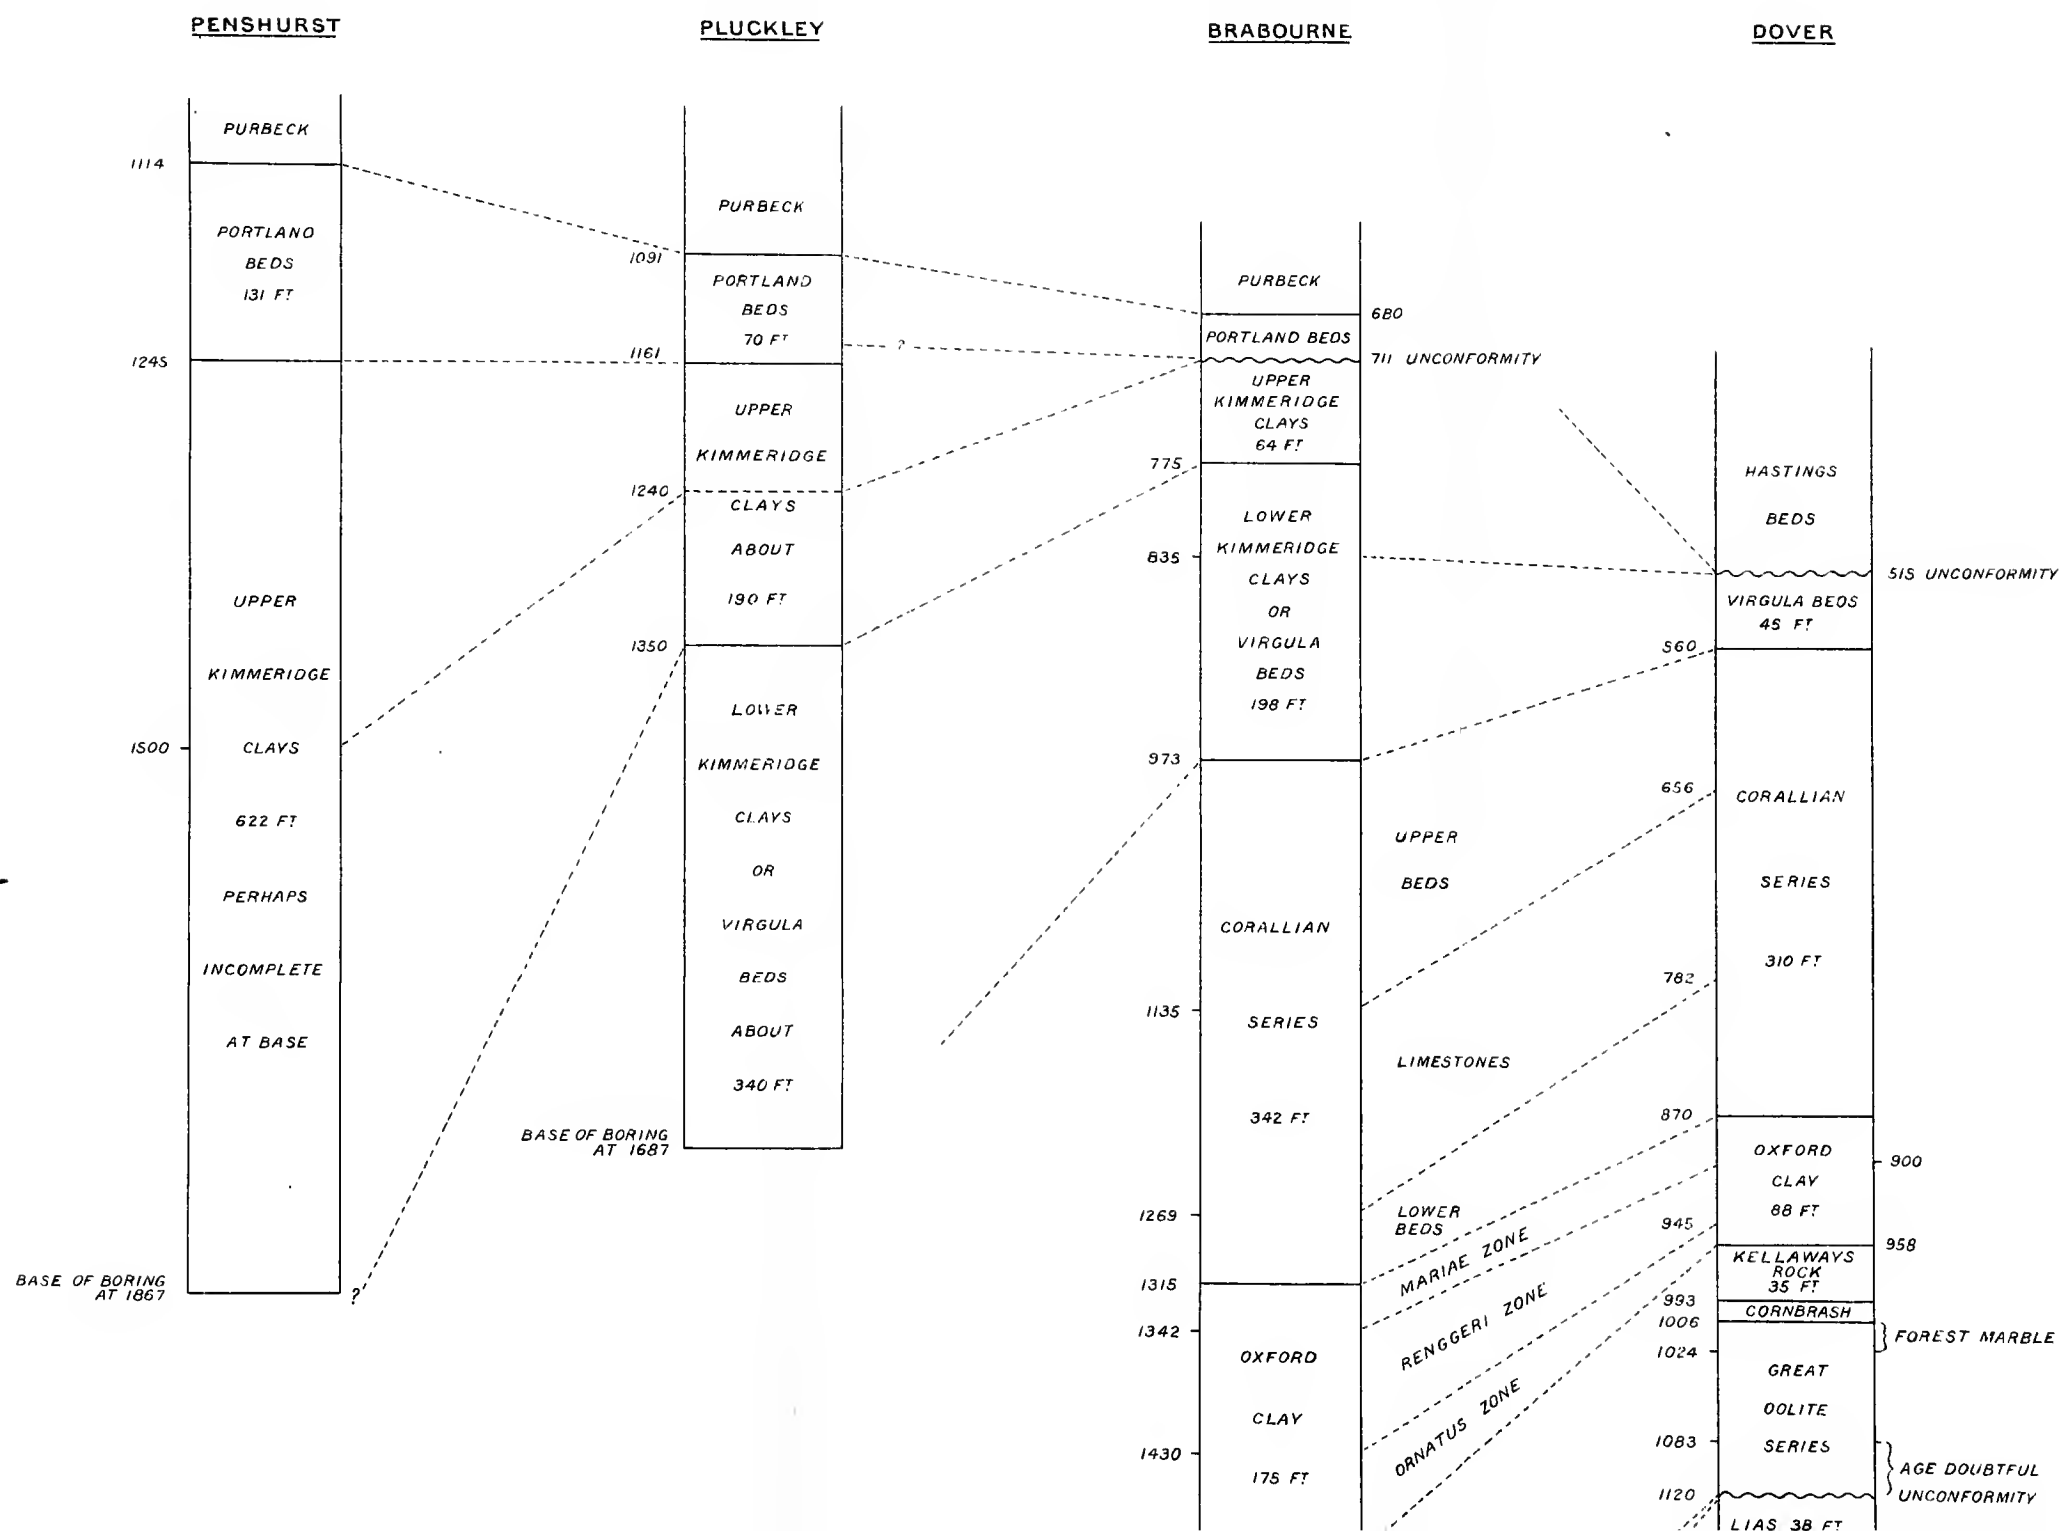 PENSHURST
PURBECK
1114
PORTLAND
BEDS
131 FT
1245
UPPER
KIMMERIDGE
1500
CLAYS
622 FT
PERHAPS
INCOMPLETE
AT BASE
BASE OF BORING
AT 1867
?
PLUCKLEY
PURBECK
1091
PORTLAND
BEDS
70 FT
?
1161
UPPER
KIMMERIDGE
1240
CLAYS
ABOUT
190 FT
1350
LOWER
KIMMERIDGE
CLAYS
OR
VIRGULA
BEDS
ABOUT
340 FT
BASE OF BORING
AT 1687
BRABOURNE
PURBECK
680
PORTLAND BEDS
711 UNCONFORMITY
UPPER
KIMMERIDGE
CLAYS
64 FT
775
LOWER
KIMMERIDGE
835
CLAYS
OR
VIRGULA
BEDS
198 FT
973
UPPER
BEDS
CORALLIAN
1135
SERIES
LIMESTONES
342 FT
1269
LOWER
BEDS
1315
MARIAE ZONE
1342
RENGGERI ZONE
OXFORD
CLAY
1430
ORNATUS ZONE
175 FT
DOVER
HASTINGS
BEDS
515 UNCONFORMITY
VIRGULA BEDS
45 FT
560
656
CORALLIAN
SERIES
310 FT
782
870
OXFORD
900
CLAY
88 FT
945
958
KELLAWAYS
ROCK
35 FT
993
CORNBRASH
1006
FOREST MARBLE
1024
GREAT
OOLITE
1083
SERIES
AGE DOUBTFUL
1120
UNCONFORMITY
LIAS 38 FT